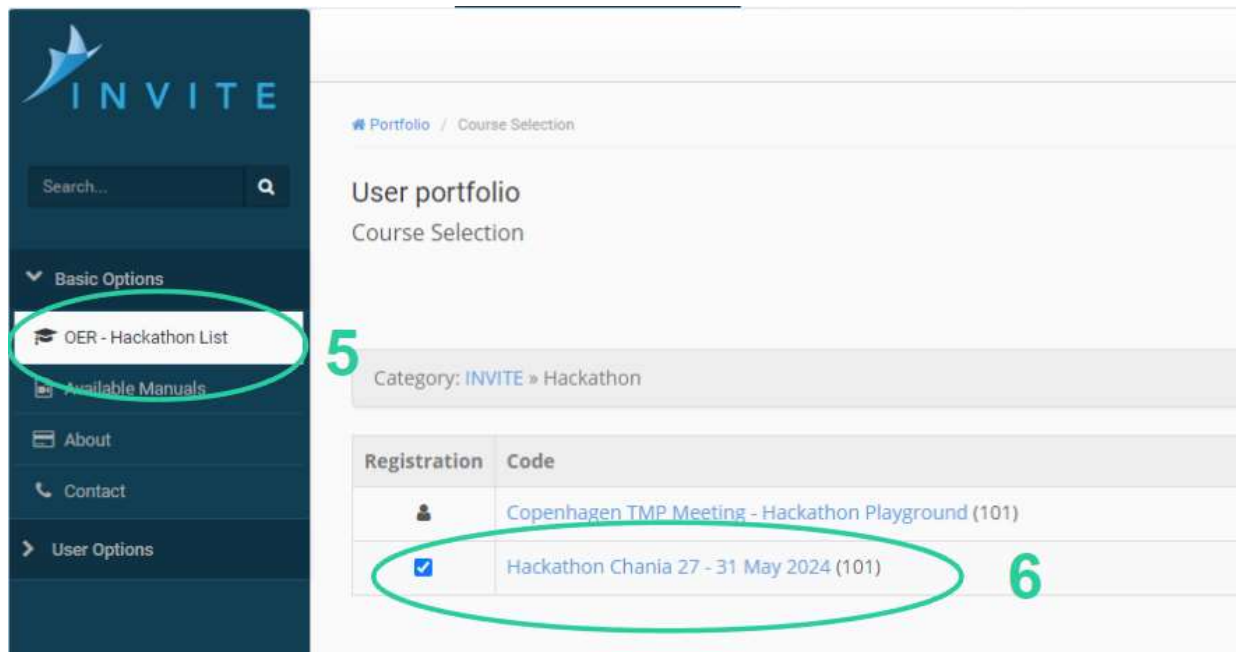 INVITE
Search...
Basic Options
OER - Hackathon List
5
Available Manuals
About
Contact
User Options
Portfolio / Course Selection
User portfolio
Course Selection
Category: INVITE » Hackathon
Registration Code
Copenhagen TMP Meeting - Hackathon Playground (101)
Hackathon Chania 27 - 31 May 2024 (101)
6